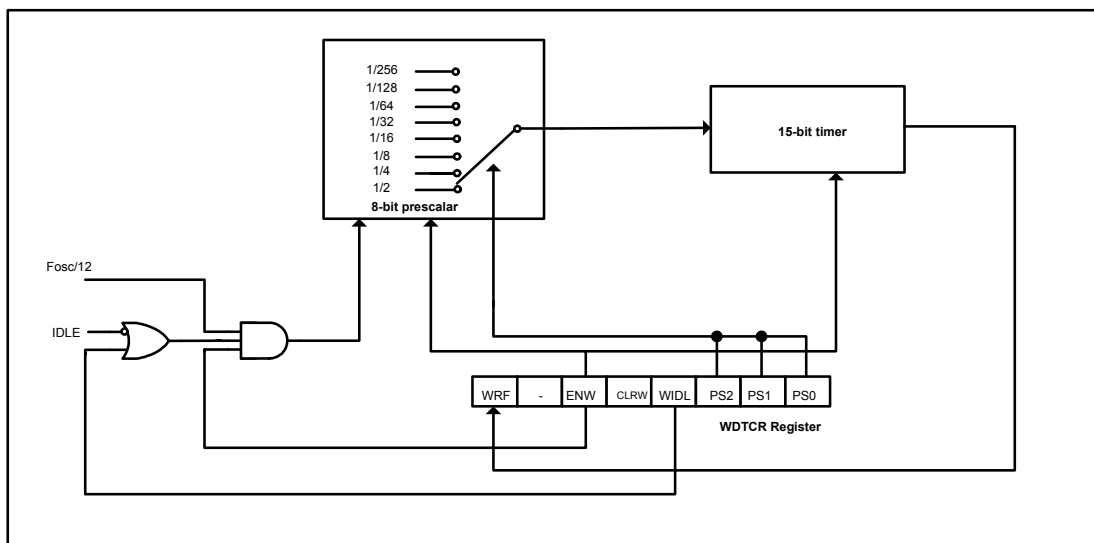 1/256
1/128
1/64
1/32
1/16
1/8
1/4
1/2
8-bit prescalar
15-bit timer
Fosc/12
IDLE
WRF - ENW CLRW WIDL PS2 PS1 PS0
WDTCR Register